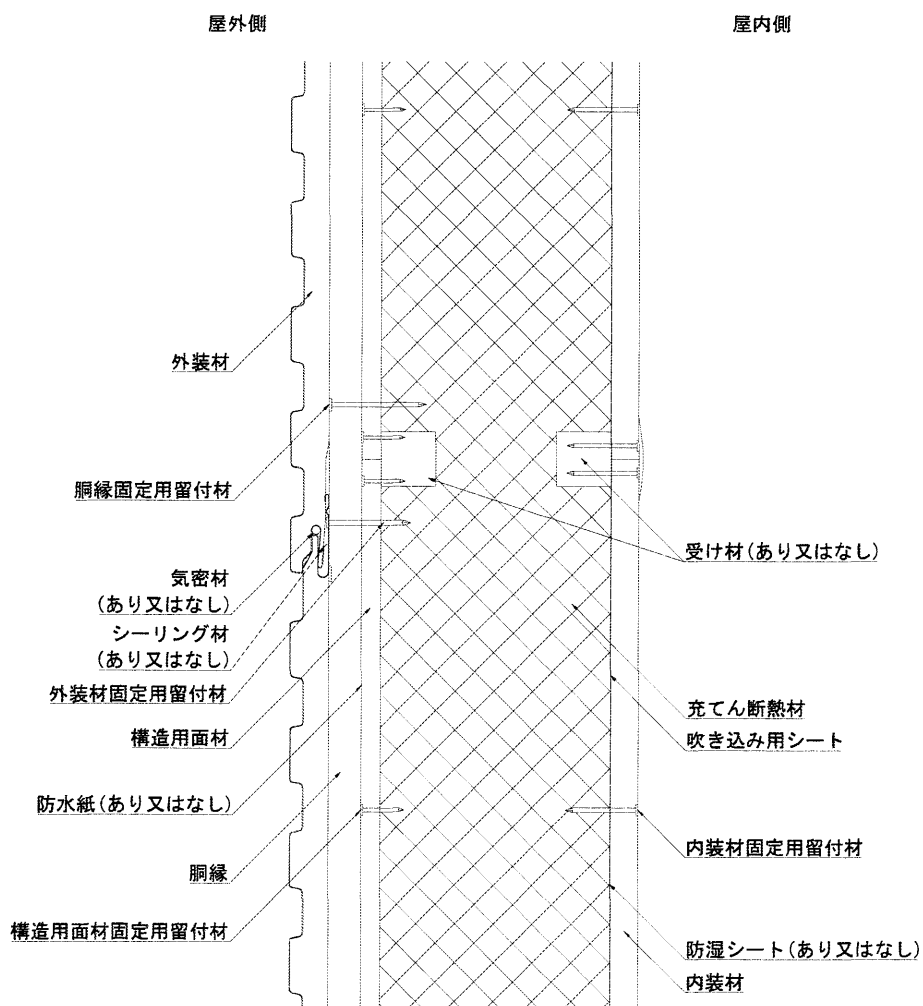 屋外側
屋内側
外装材
胴縁固定用留付材
気密材
(あり又はなし)
シーリング材
(あり又はなし)
外装材固定用留付材
構造用面材
防水紙(あり又はなし)
胴縁
構造用面材固定用留付材
受け材(あり又はなし)
充てん断熱材
吹き込み用シート
内装材固定用留付材
防湿シート(あり又はなし)
内装材